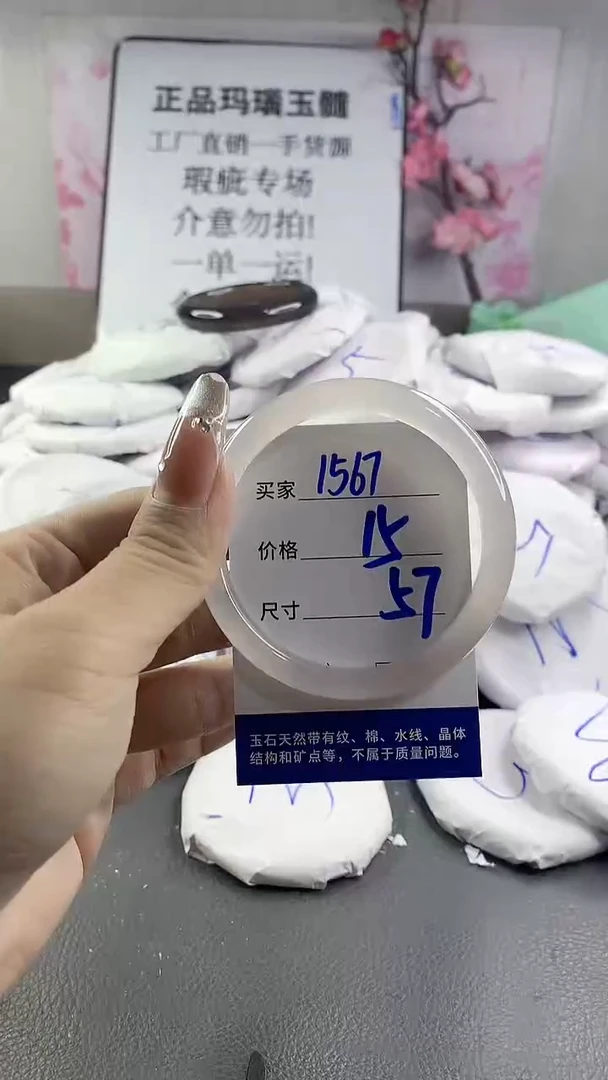 正品玛瑙玉髓
工厂直销一手货源
瑕疵专场
介意勿拍!
一单一运!
买家 1567
价格 15
尺寸 57
玉石天然带有纹、棉、水线、晶体
结构和矿点等，不属于质量问题。